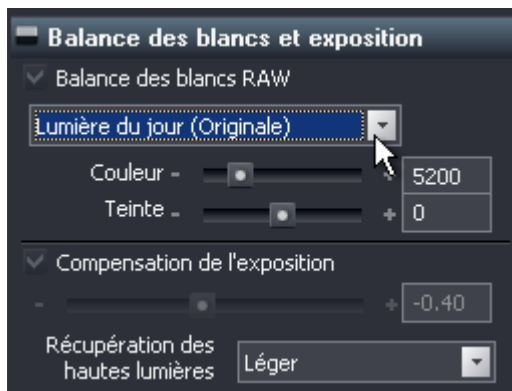 Balance des blancs et exposition
Balance des blancs RAW
Lumière du jour (Originale)
Couleur - + 5200
Teinte - + 0
Compensation de l'exposition
- + -0.40
Récupération des
hautes lumières Léger